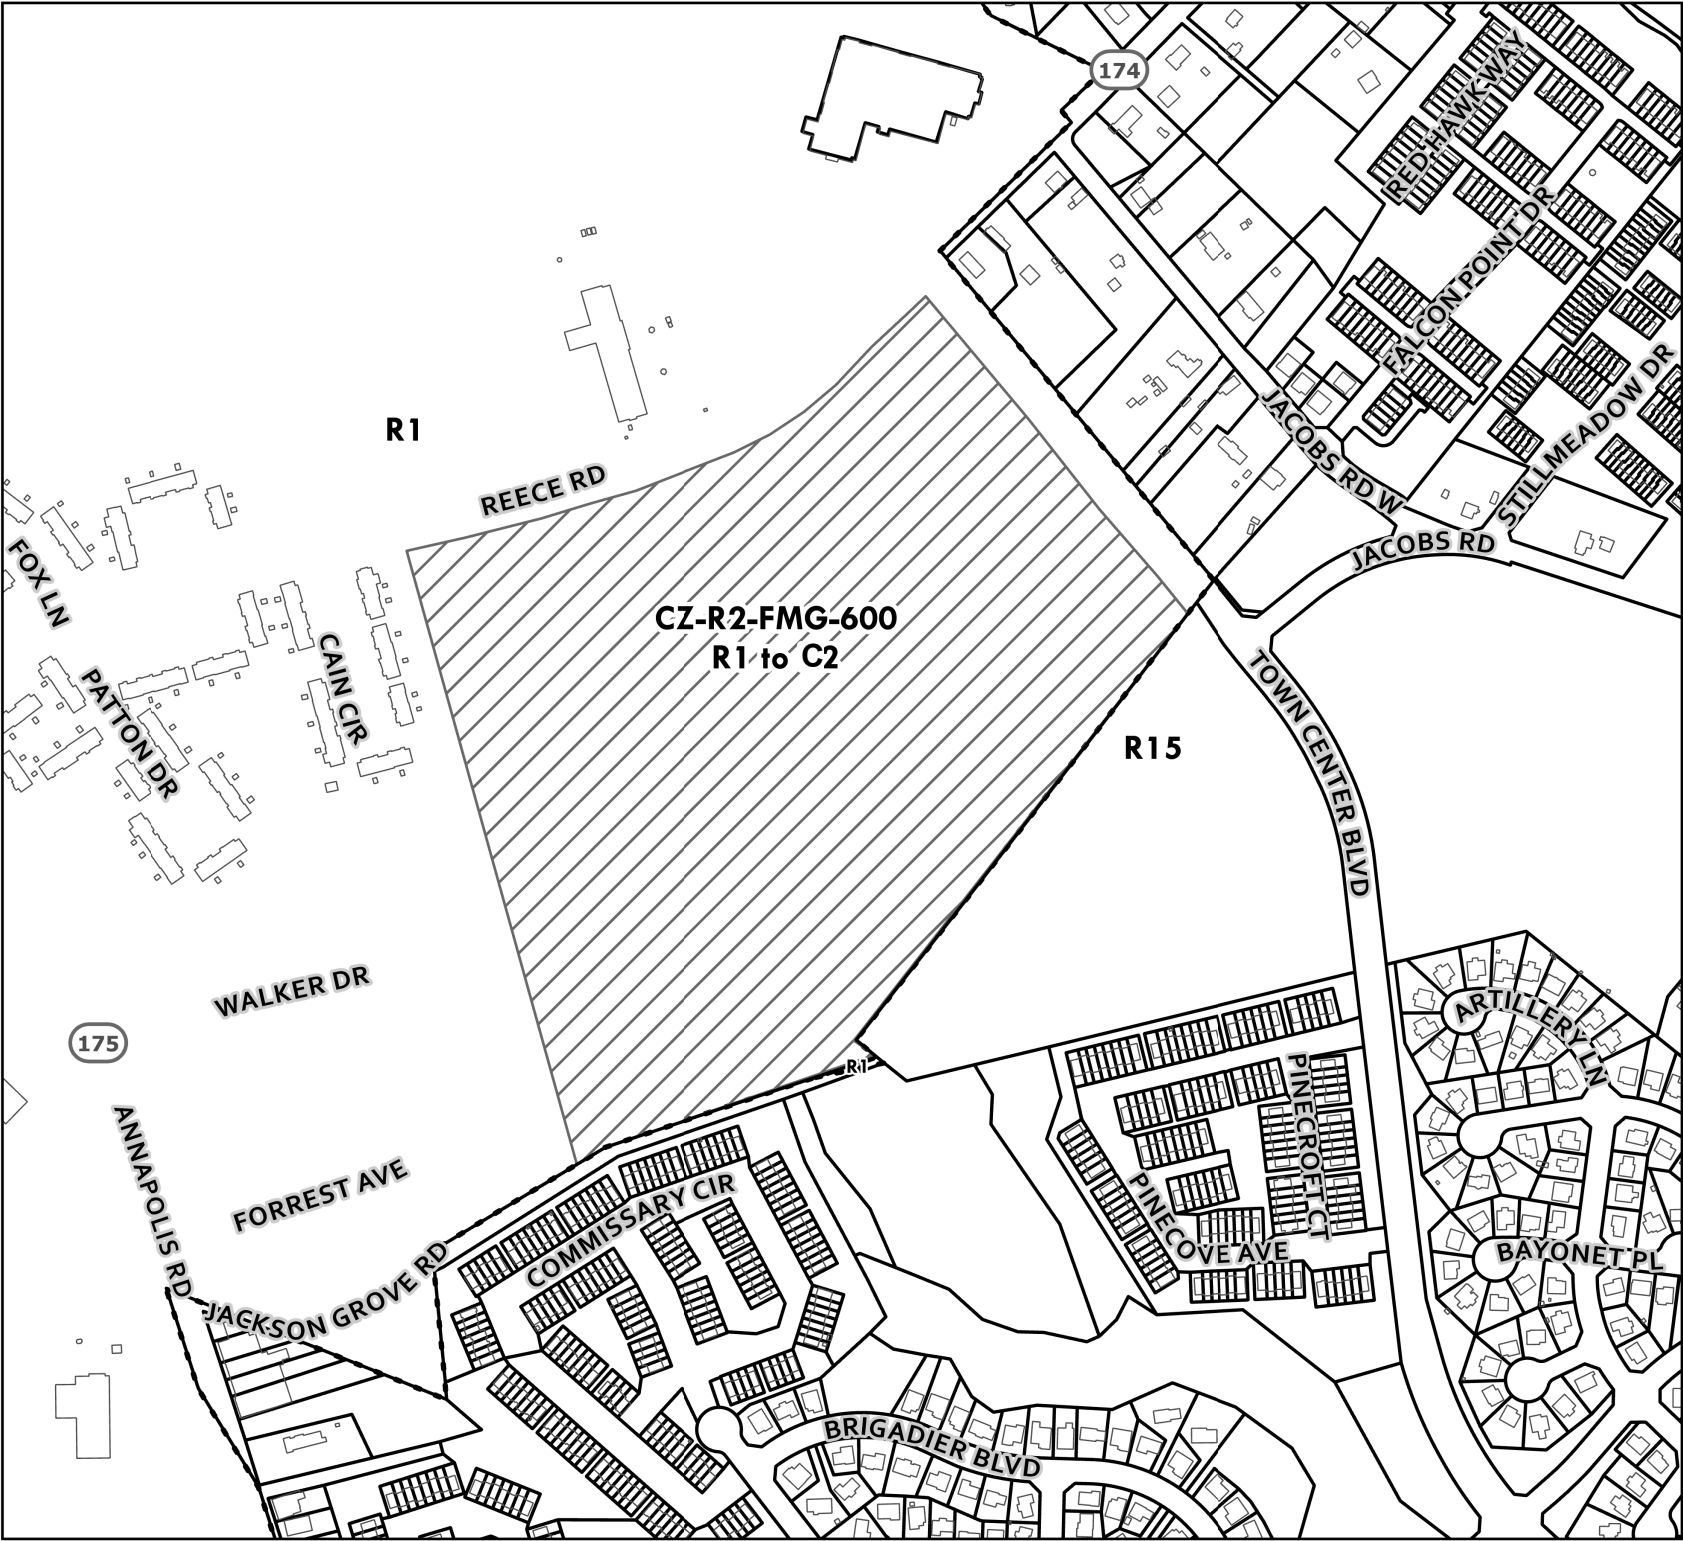 174
RED HAWK WAY
FALCON POINT DR
STILLMEADOW DR
JACOBS RD W
JACOBS RD
R1
REECE RD
FOX LN
CZ-R2-FMG-600
R1 to C2
CAIN CIR
PATTON DR
R15
TOWN CENTER BLVD
WALKER DR
175
ARTILLERY LN
R1
PINECROFT CT
ANNAPOLIS RD
FORREST AVE
COMMISSARY CIR
PINECOVE AVE
BAYONET PL
JACKSON GROVE RD
BRIGADIER BLVD